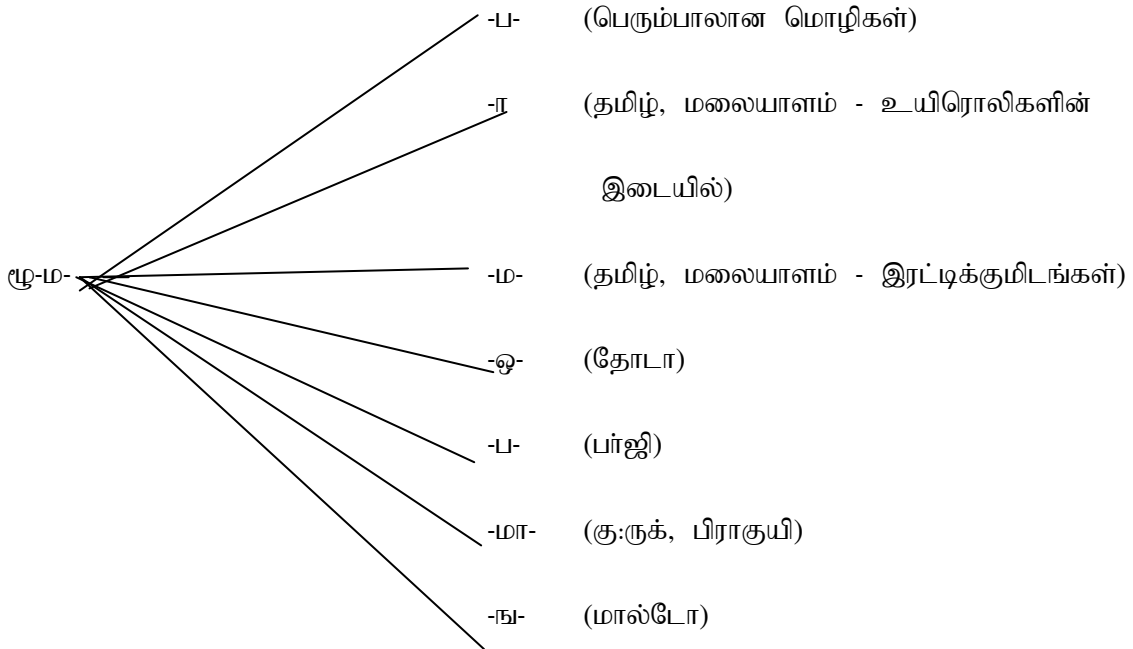 -ப- (பெரும்பாலான மொழிகள்)
-ர (தமிழ், மலையாளம் - உயிரொலிகளின்
இடையில்)
ழூ-ம- -ம- (தமிழ், மலையாளம் - இரட்டிக்குமிடங்கள்)
-ஒ- (தோடா)
-ப- (பர்ஜி)
-மா- (கு:ருக், பிராகுயி)
-ங- (மால்டோ)